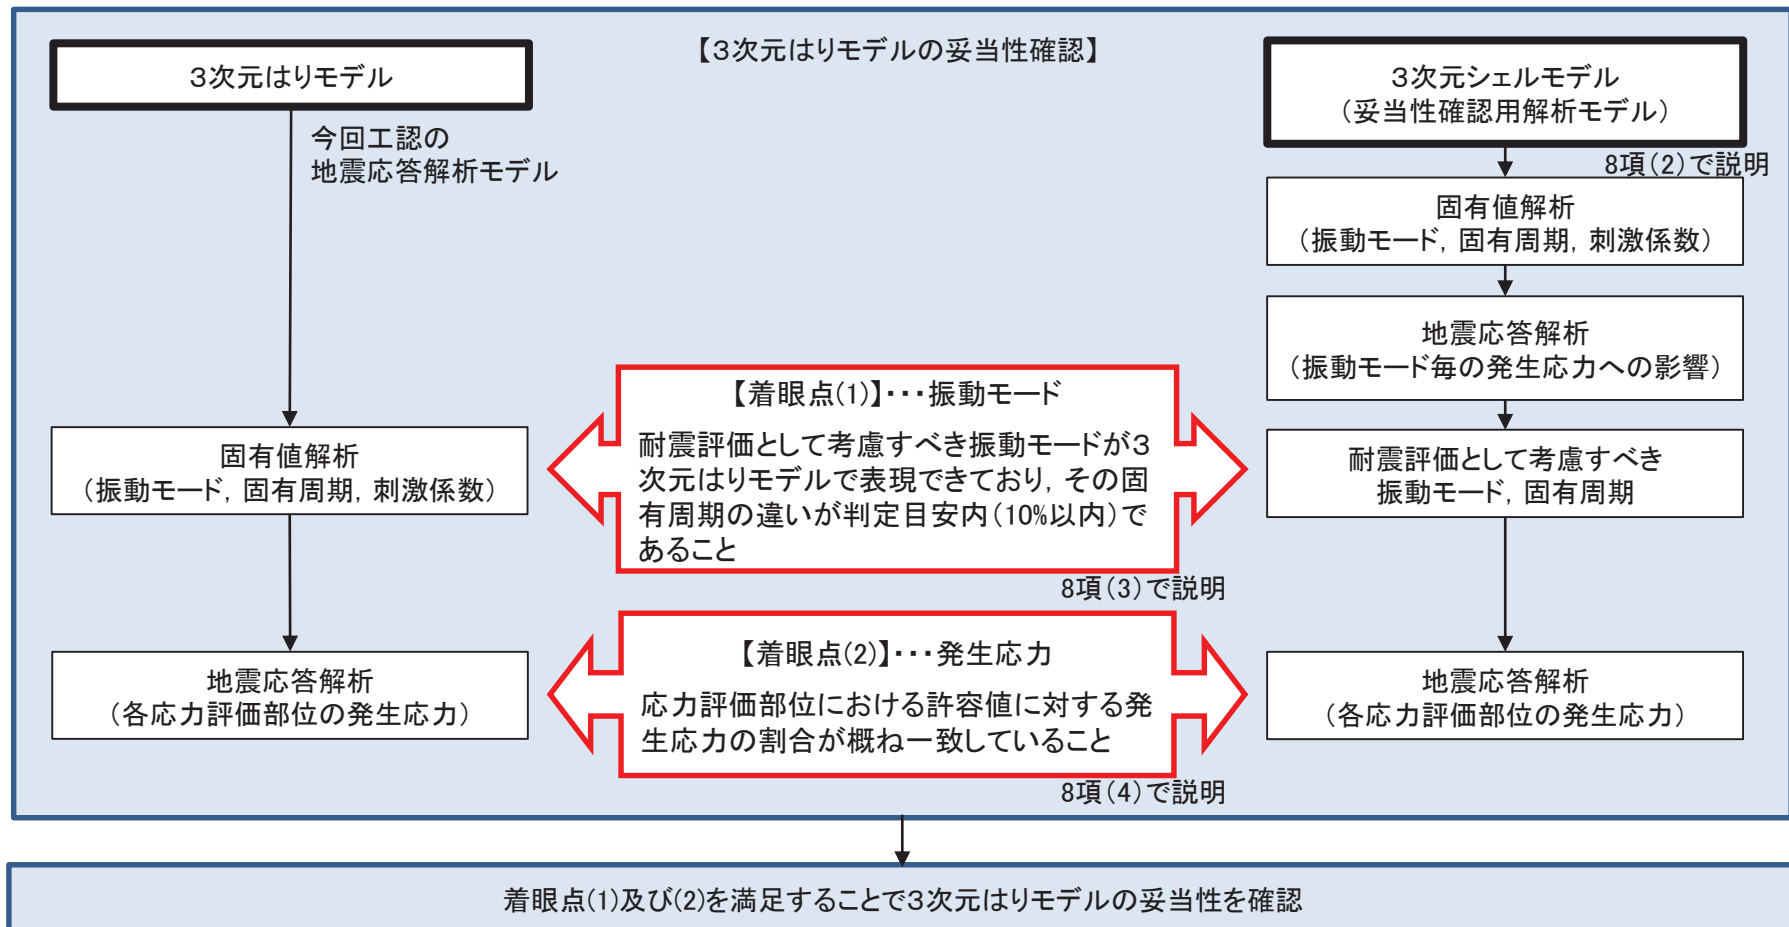 【３次元はりモデルの妥当性確認】
３次元はりモデル
今回工認の
地震応答解析モデル
固有値解析
（振動モード，固有周期，刺激係数）
地震応答解析
（各応力評価部位の発生応力）
【着眼点(1)】・・・振動モード
耐震評価として考慮すべき振動モードが３
次元はりモデルで表現できており，その固
有周期の違いが判定目安内（10％以内）で
あること
8項（3）で説明
【着眼点(2)】・・・発生応力
応力評価部位における許容値に対する発
生応力の割合が概ね一致していること
8項（4）で説明
３次元シェルモデル
（妥当性確認用解析モデル）
8項（2）で説明
固有値解析
（振動モード，固有周期，刺激係数）
地震応答解析
（振動モード毎の発生応力への影響）
耐震評価として考慮すべき
振動モード，固有周期
地震応答解析
（各応力評価部位の発生応力）
着眼点(1)及び(2)を満足することで３次元はりモデルの妥当性を確認